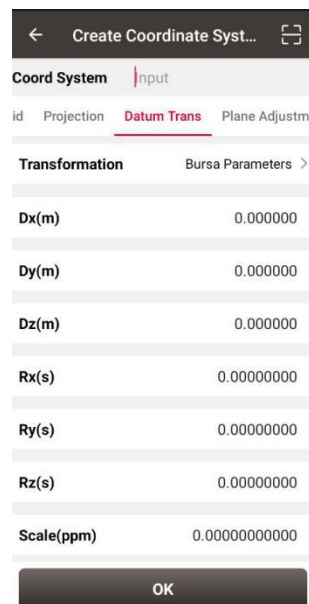 Create Coordinate Syst...
Coord System Input
id Projection Datum Trans Plane Adjustm
Transformation Bursa Parameters >
Dx(m) 0.000000
Dy(m) 0.000000
Dz(m) 0.000000
Rx(s) 0.00000000
Ry(s) 0.00000000
Rz(s) 0.00000000
Scale(ppm) 0.00000000000
OK